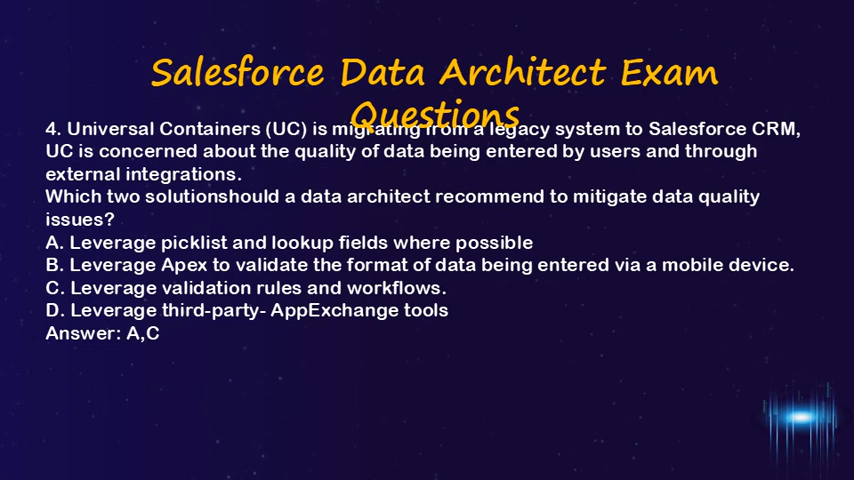 Salesforce Data Architect Exam
Questions
4. Universal Containers (UC) is migrating from a legacy system to Salesforce CRM,
UC is concerned about the quality of data being entered by users and through
external integrations.
Which two solutionshould a data architect recommend to mitigate data quality
issues?
A. Leverage picklist and lookup fields where possible
B. Leverage Apex to validate the format of data being entered via a mobile device.
C. Leverage validation rules and workflows.
D. Leverage third-party- AppExchange tools
Answer: A,C